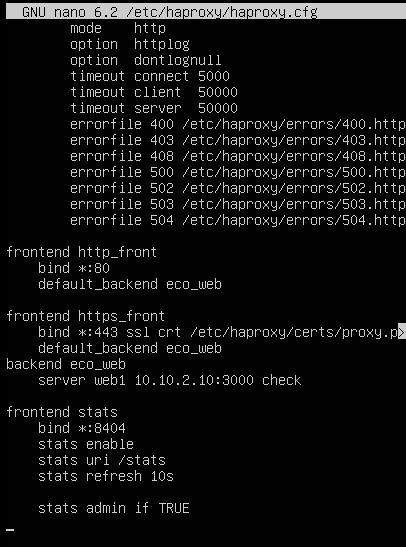 GNU nano 6.2 /etc/haproxy/haproxy.cfg
mode http
option httplog
option dontlognull
timeout connect 5000
timeout client 50000
timeout server 50000
errorfile 400 /etc/haproxy/errors/400.http
errorfile 403 /etc/haproxy/errors/403.http
errorfile 408 /etc/haproxy/errors/408.http
errorfile 500 /etc/haproxy/errors/500.http
errorfile 502 /etc/haproxy/errors/502.http
errorfile 503 /etc/haproxy/errors/503.http
errorfile 504 /etc/haproxy/errors/504.http
frontend http_front
bind *:80
default_backend eco_web
frontend https_front
bind *:443 ssl crt /etc/haproxy/certs/proxy.p>
default_backend eco_web
backend eco_web
server web1 10.10.2.10:3000 check
frontend stats
bind *:8404
stats enable
stats uri /stats
stats refresh 10s
stats admin if TRUE